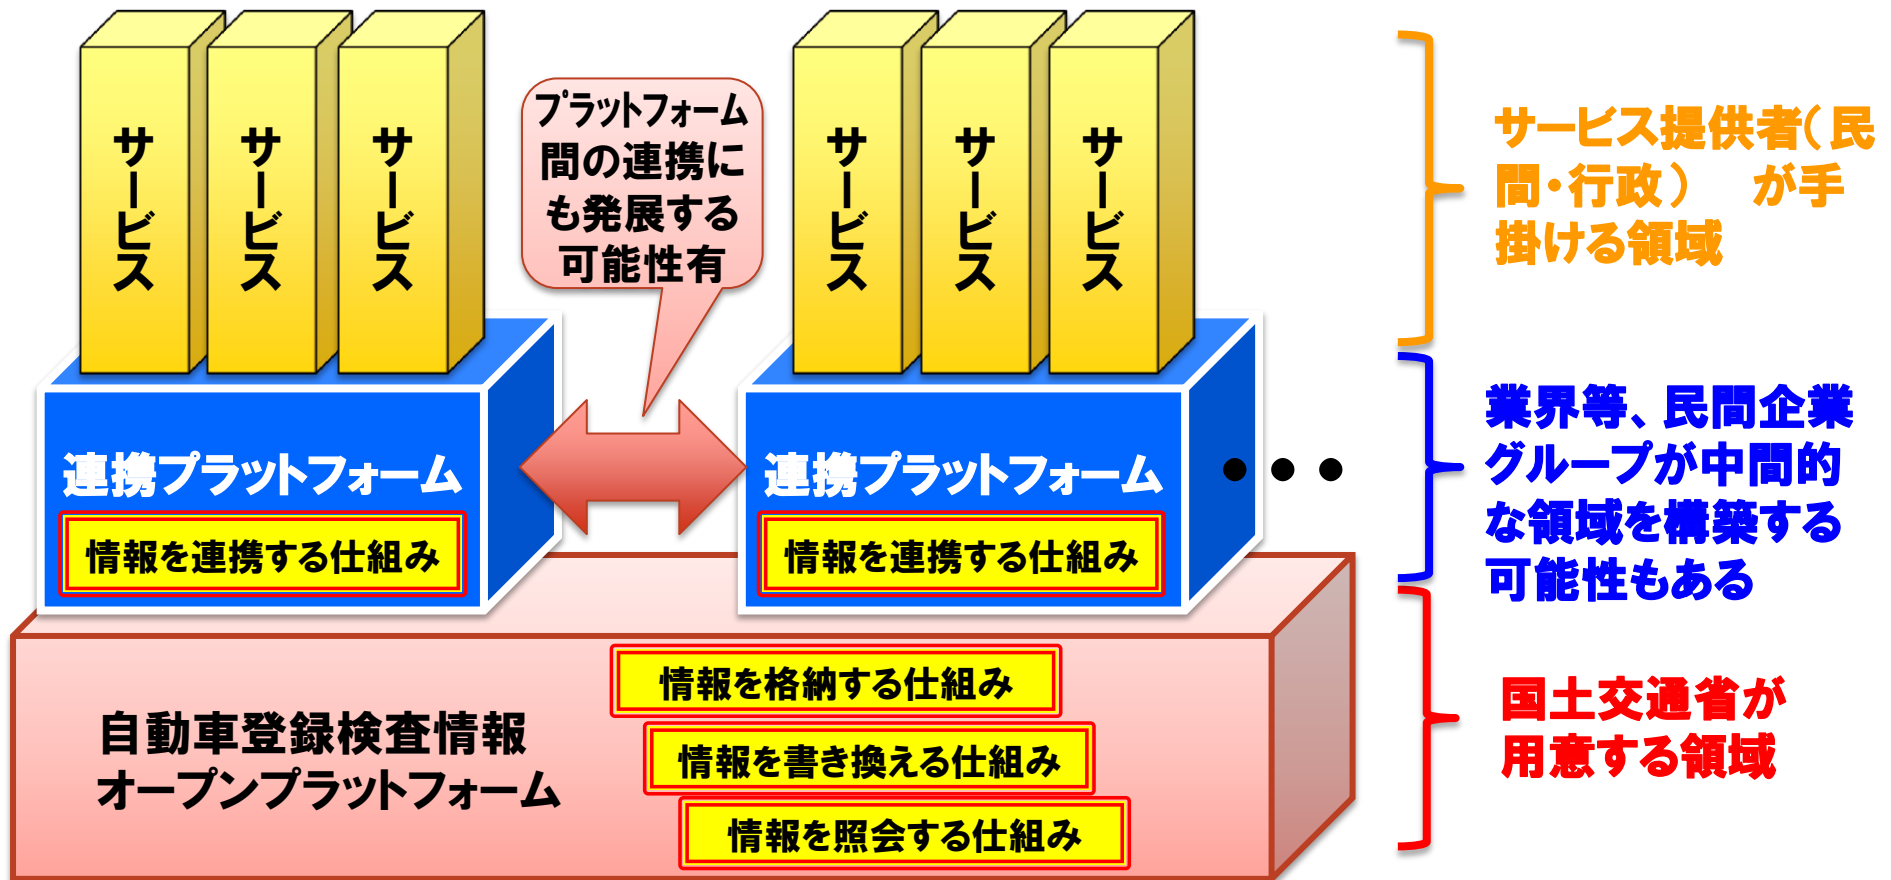 サービス
サービス
サービス
プラットフォーム
間の連携に
も発展する
可能性有
サービス
サービス
サービス
サービス提供者(民
間・行政) が手
掛ける領域
連携プラットフォーム
情報を連携する仕組み
連携プラットフォーム
情報を連携する仕組み
・・・
業界等、民間企業
グループが中間的
な領域を構築する
可能性もある
自動車登録検査情報
オープンプラットフォーム
情報を格納する仕組み
情報を書き換える仕組み
情報を照会する仕組み
国土交通省が
用意する領域